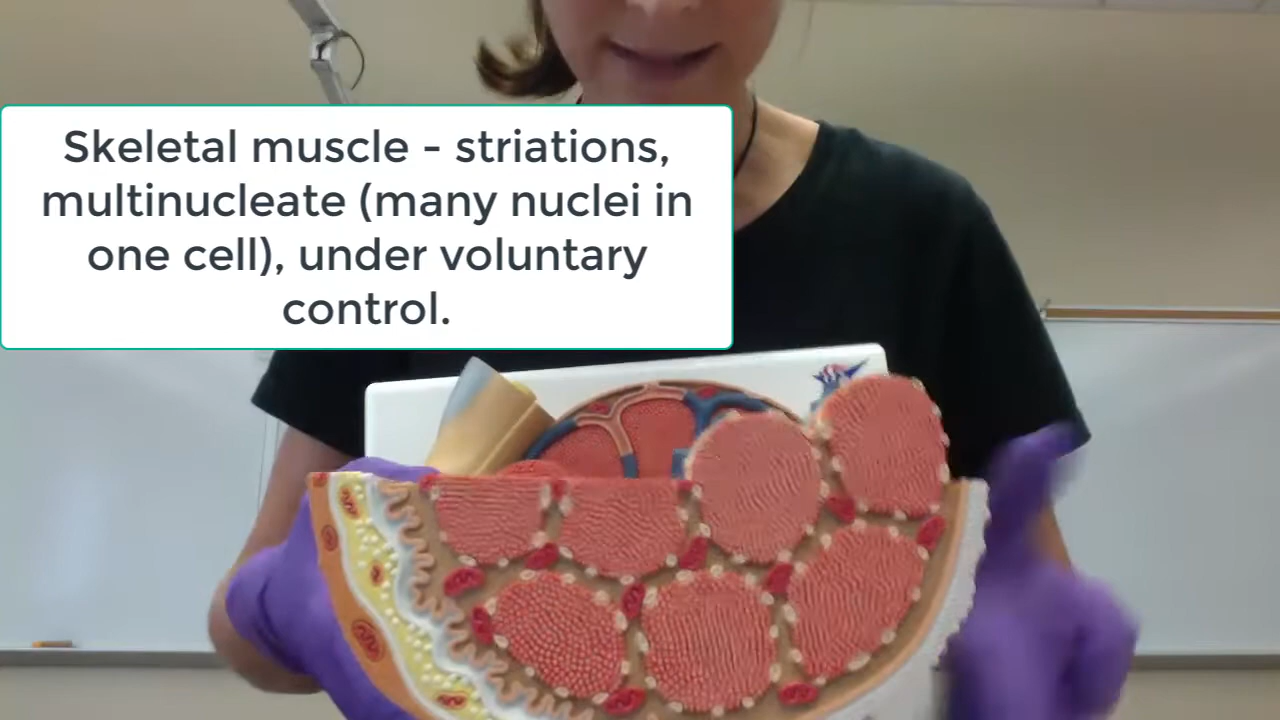 Skeletal muscle - striations,
multinucleate (many nuclei in
one cell), under voluntary
control.